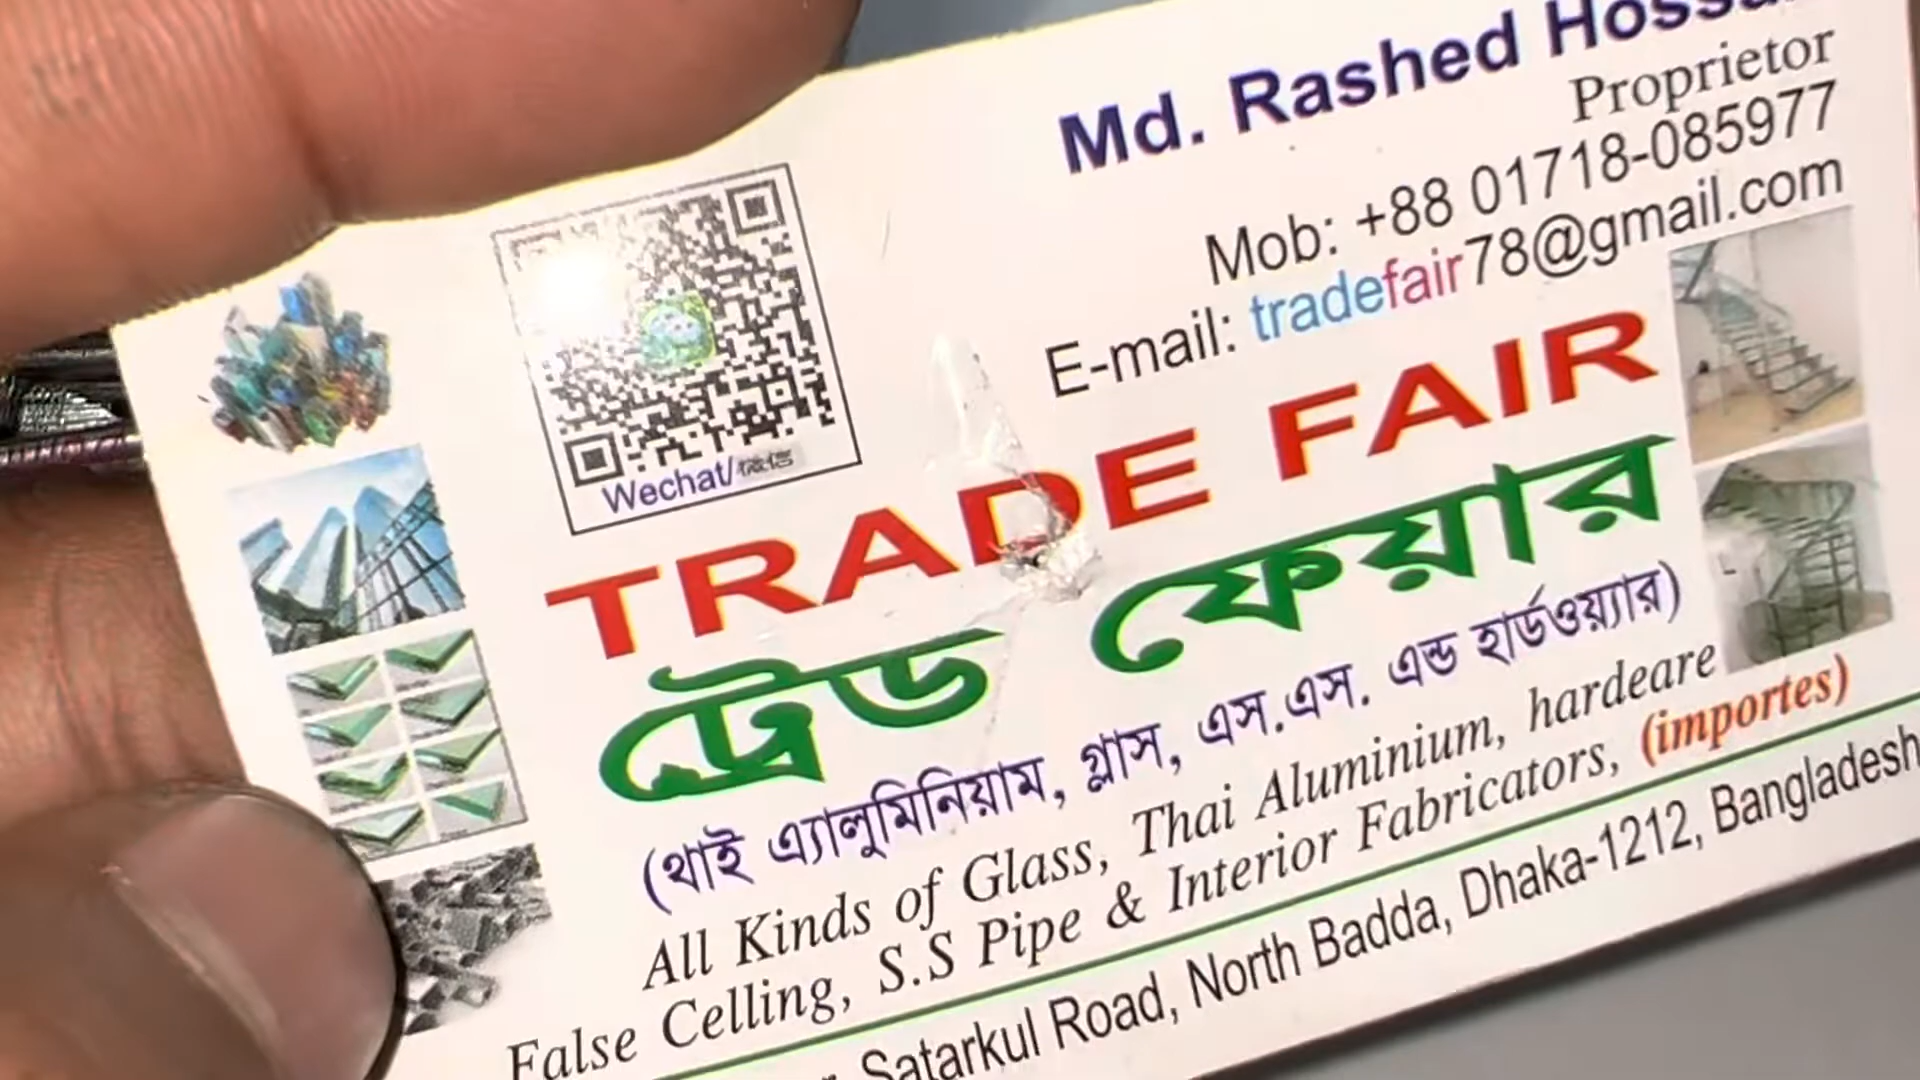 Md. Rashed
Proprietor
Mob: +88 01718-085977
E-mail: tradefair78@gmail.com
Wechat/微信
TRADE FAIR
ট্রেড ফেয়ার
(থাই এ্যালুমিনিয়াম, গ্লাস, এস.এস. এন্ড হার্ডওয়্যার)
All Kinds of Glass, Thai Aluminium, hardeare
False Celling, S.S Pipe & Interior Fabricators, (importes)
Satarkul Road, North Badda, Dhaka-1212, Bangladesh